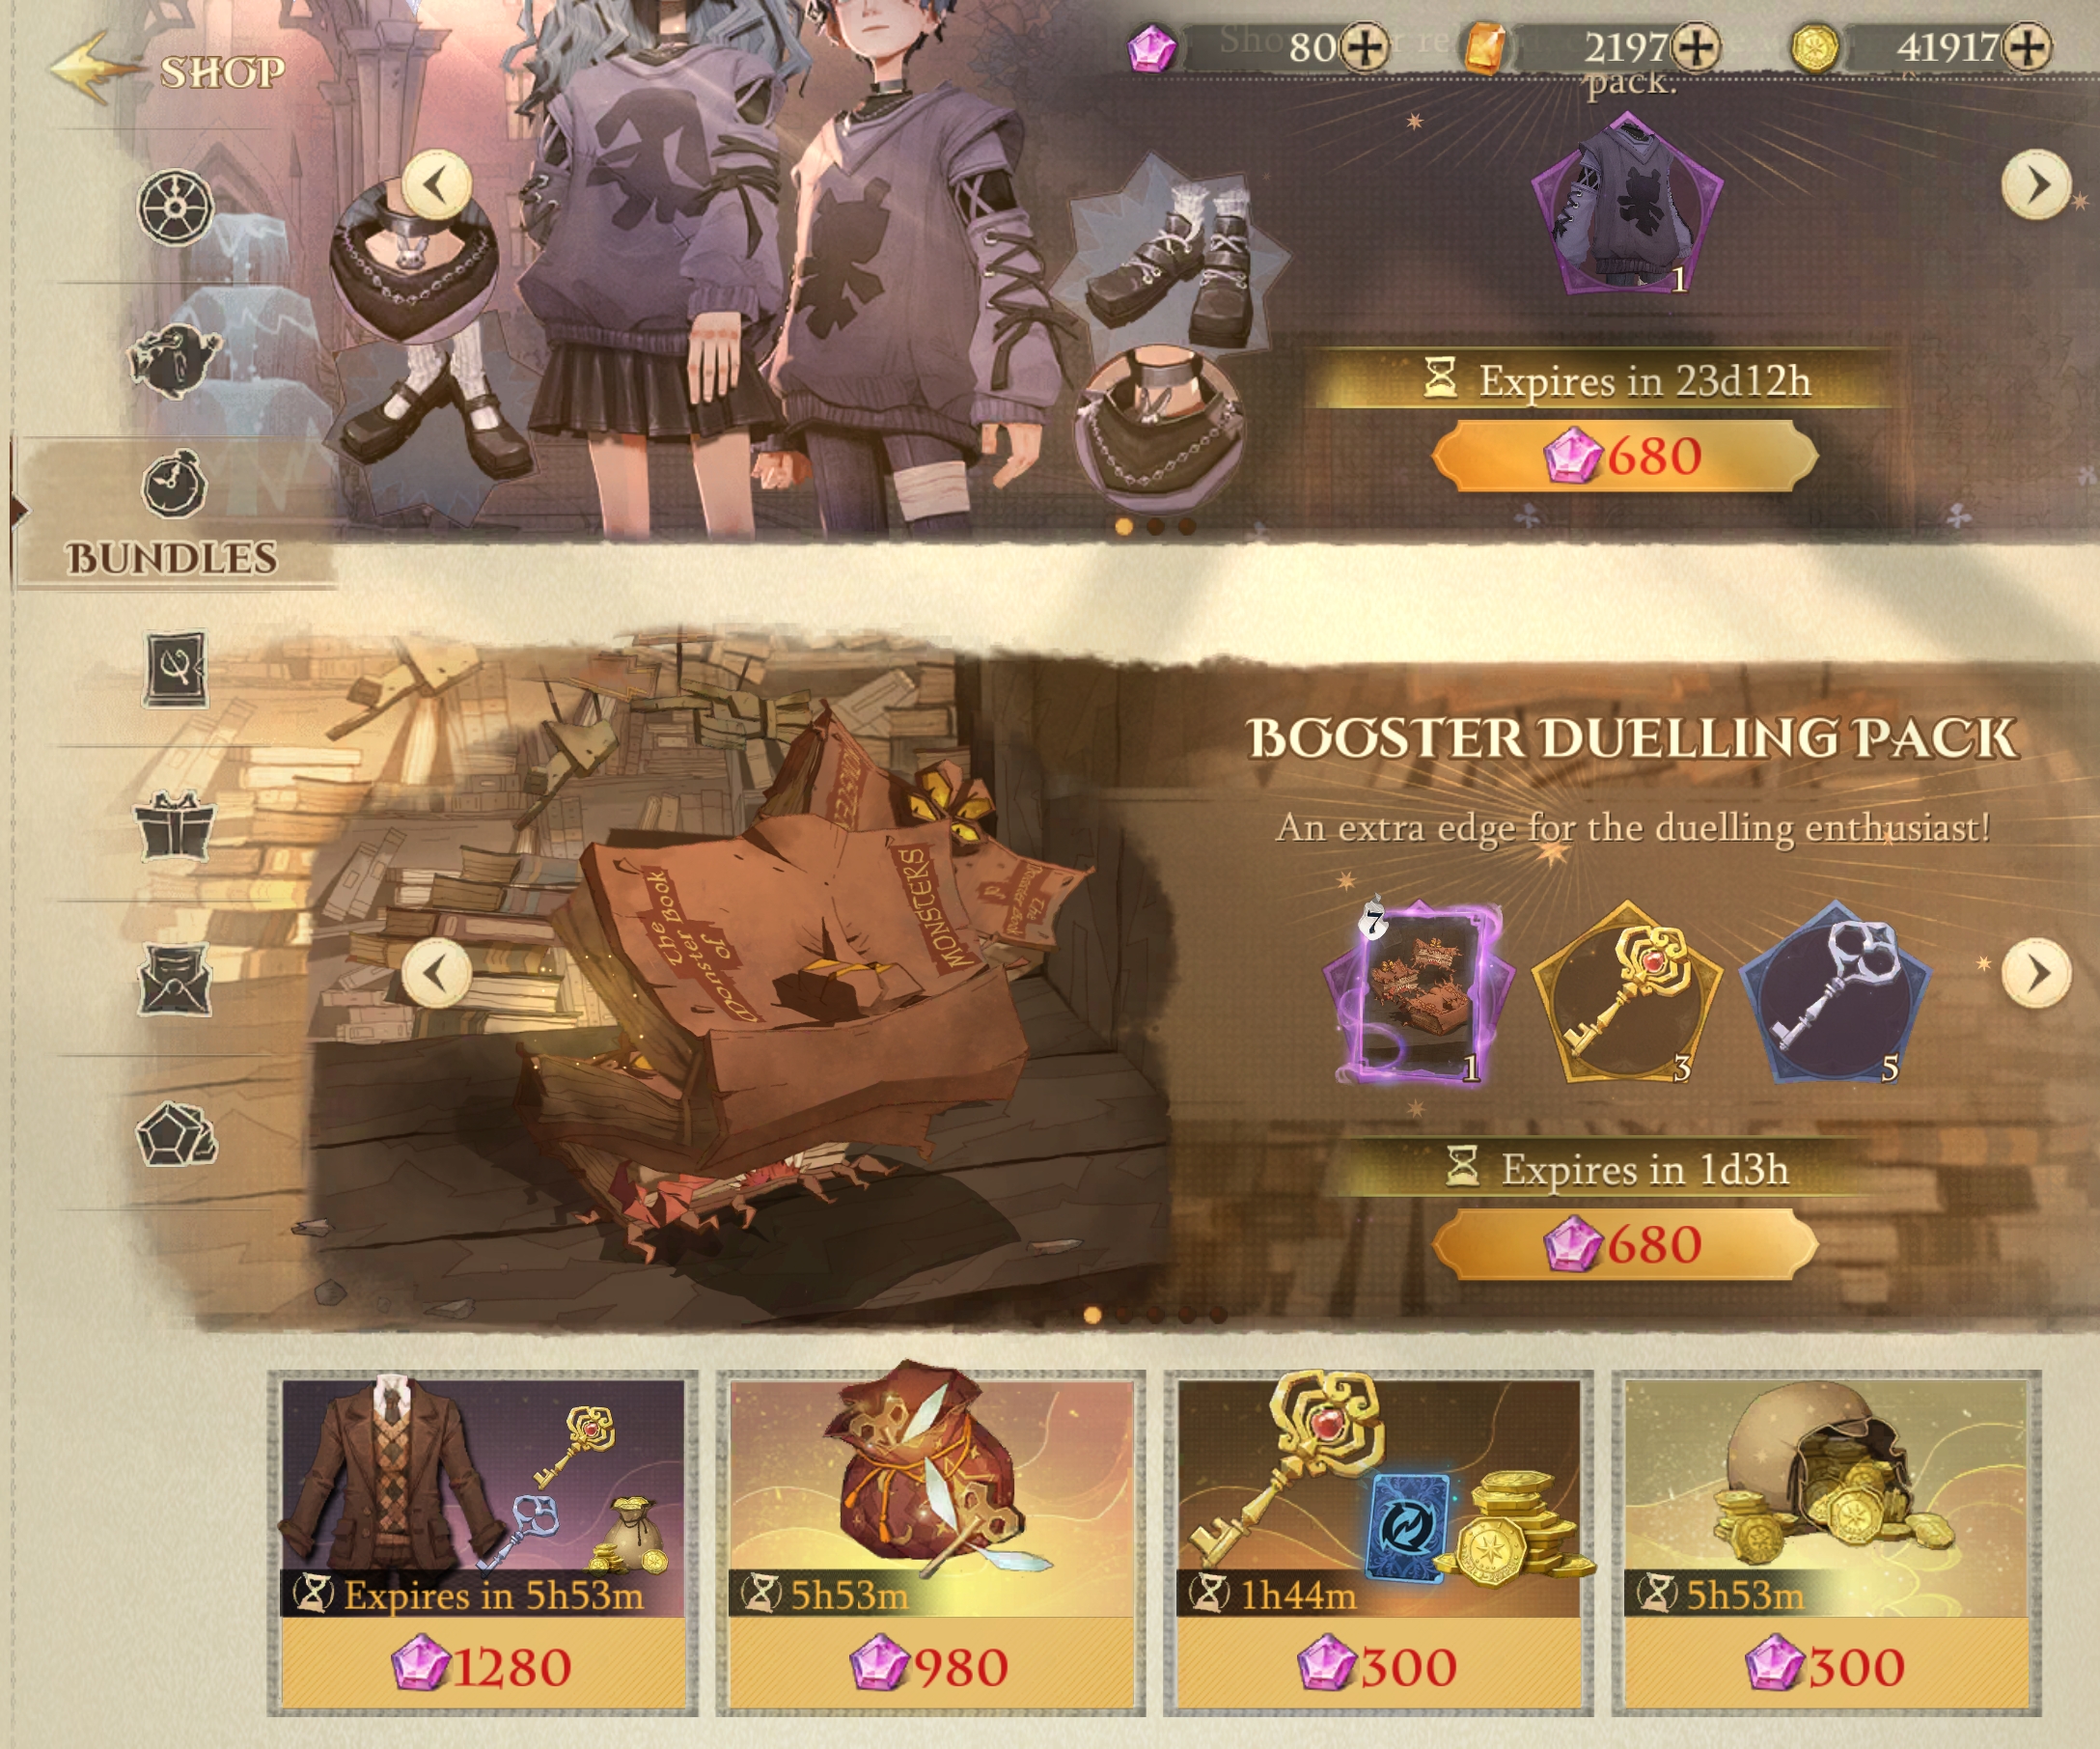 SHOP
80
2197
41917
pack.
1
Expires in 23d12h
680
BUNDLES
BOOSTER DUELLING PACK
An extra edge for the duelling enthusiast!
The
Monster Book
of
MONSTERS
7
1
3
5
Expires in 1d3h
680
Expires in 5h53m
5h53m
1h44m
5h53m
1280
980
300
300